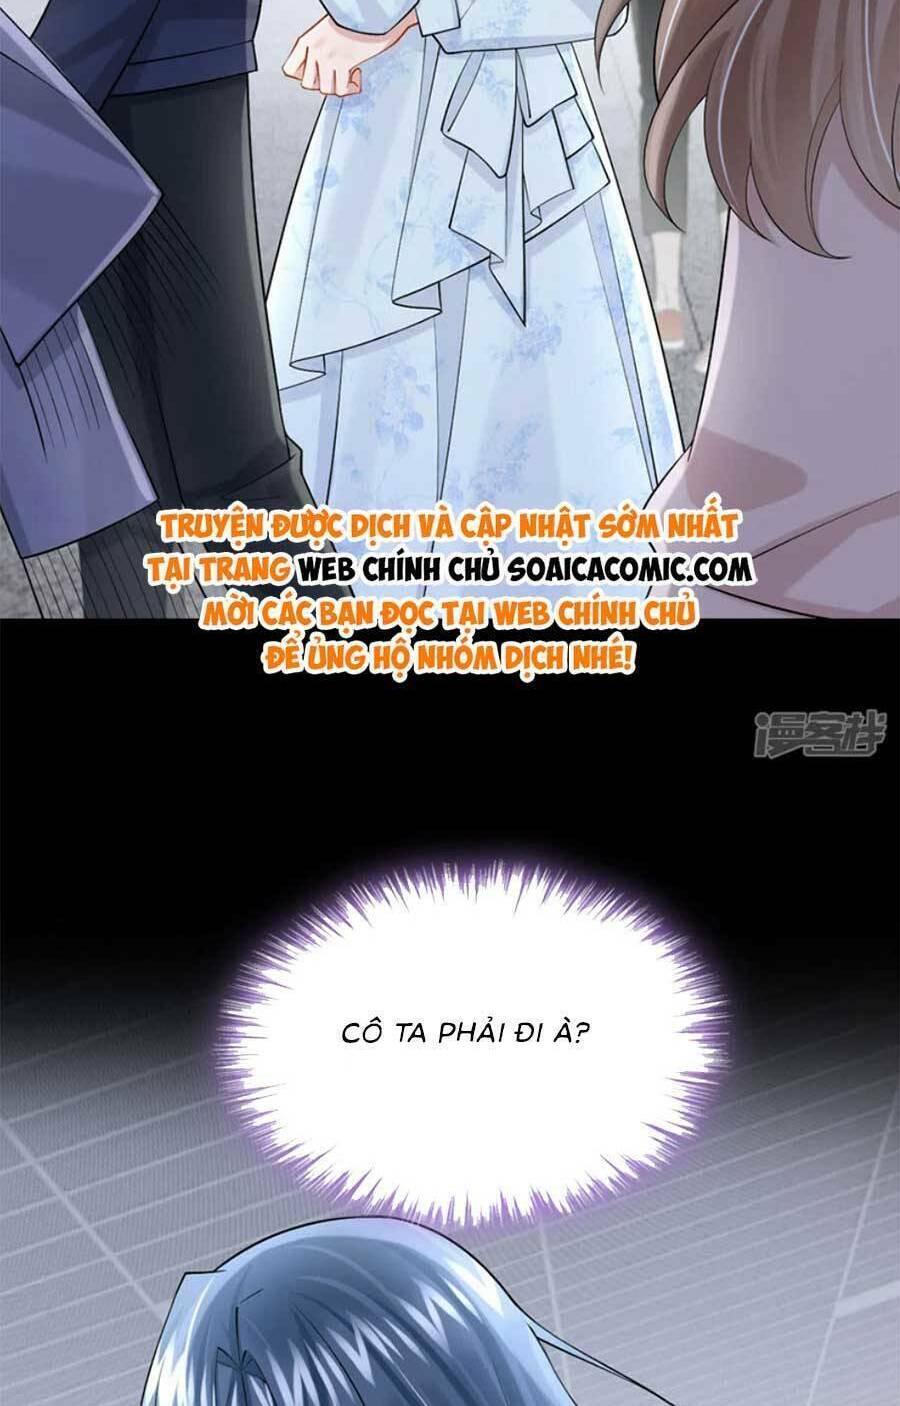 TRUYỆN ĐƯỢC DỊCH VÀ CẬP NHẬT SỚM NHẤT
TẠI TRANG WEB CHÍNH CHỦ SOAICACOMIC.COM
MỜI CÁC BẠN ĐỌC TẠI WEB CHÍNH CHỦ
ĐỂ ỦNG HỘ NHÓM DỊCH NHÉ!
漫客栈
CÔ TA PHẢI ĐI À?